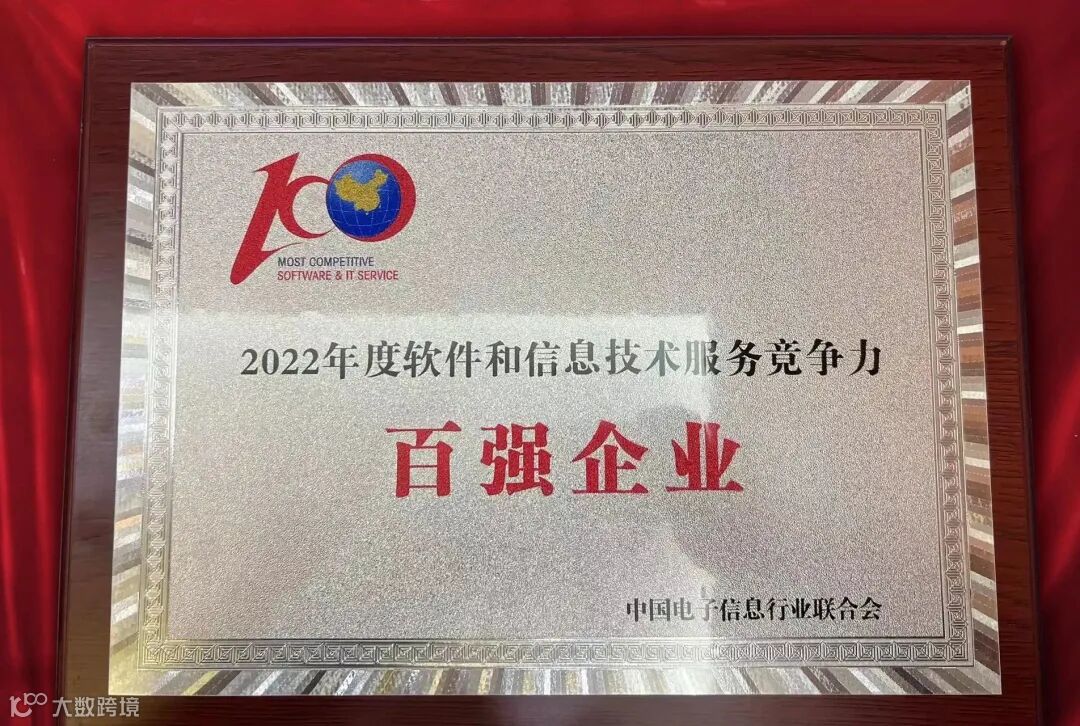 100
MOST COMPETITIVE
SOFTWARE & IT SERVICE
2022年度软件和信息技术服务竞争力
百强企业
中国电子信息行业联合会
大数跨境